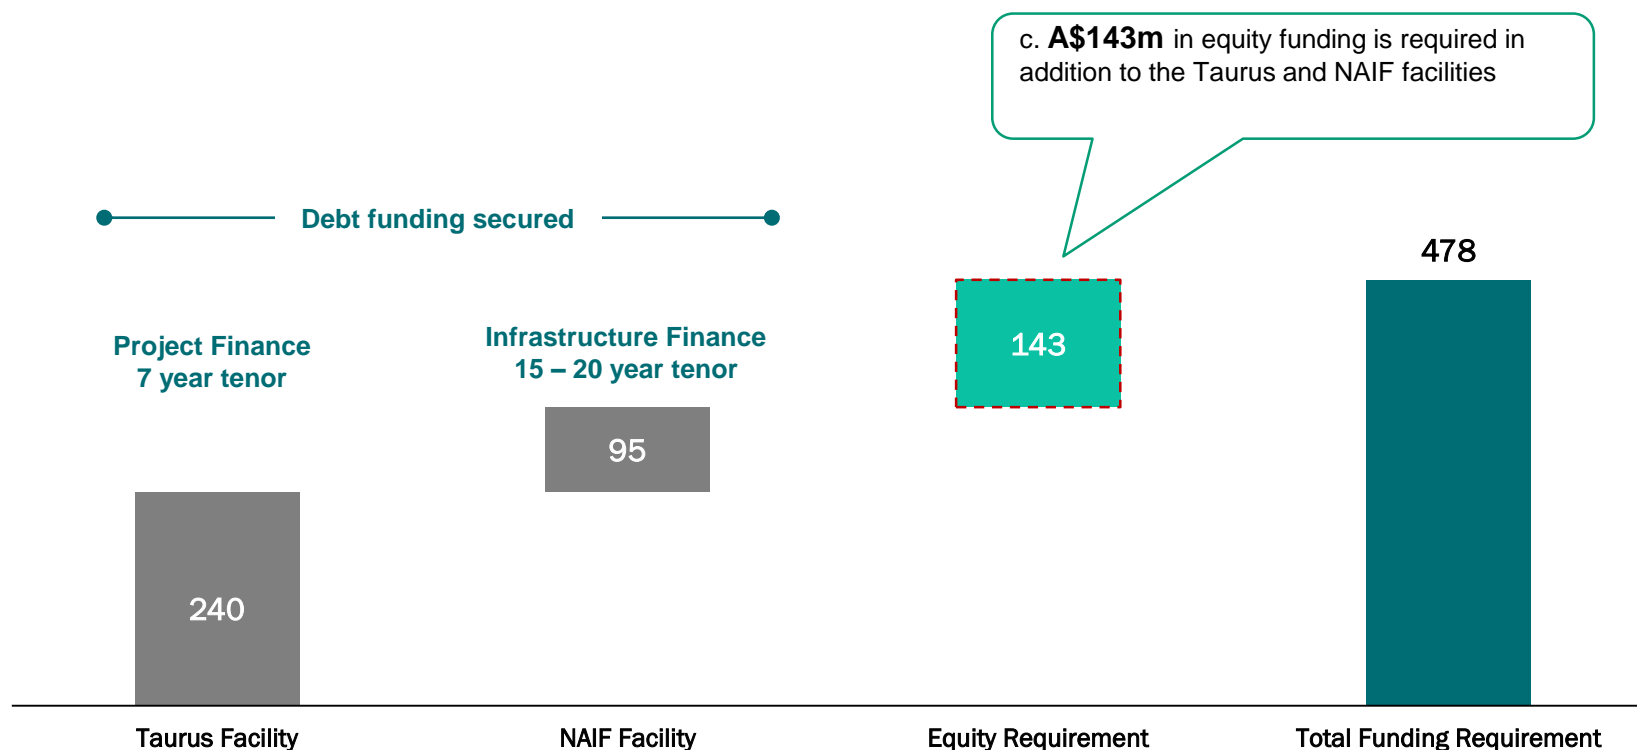 c. A$143m in equity funding is required in
addition to the Taurus and NAIF facilities
Debt funding secured
478
Project Finance
7 year tenor
Infrastructure Finance
15 – 20 year tenor
143
95
240
Taurus Facility
NAIF Facility
Equity Requirement
Total Funding Requirement